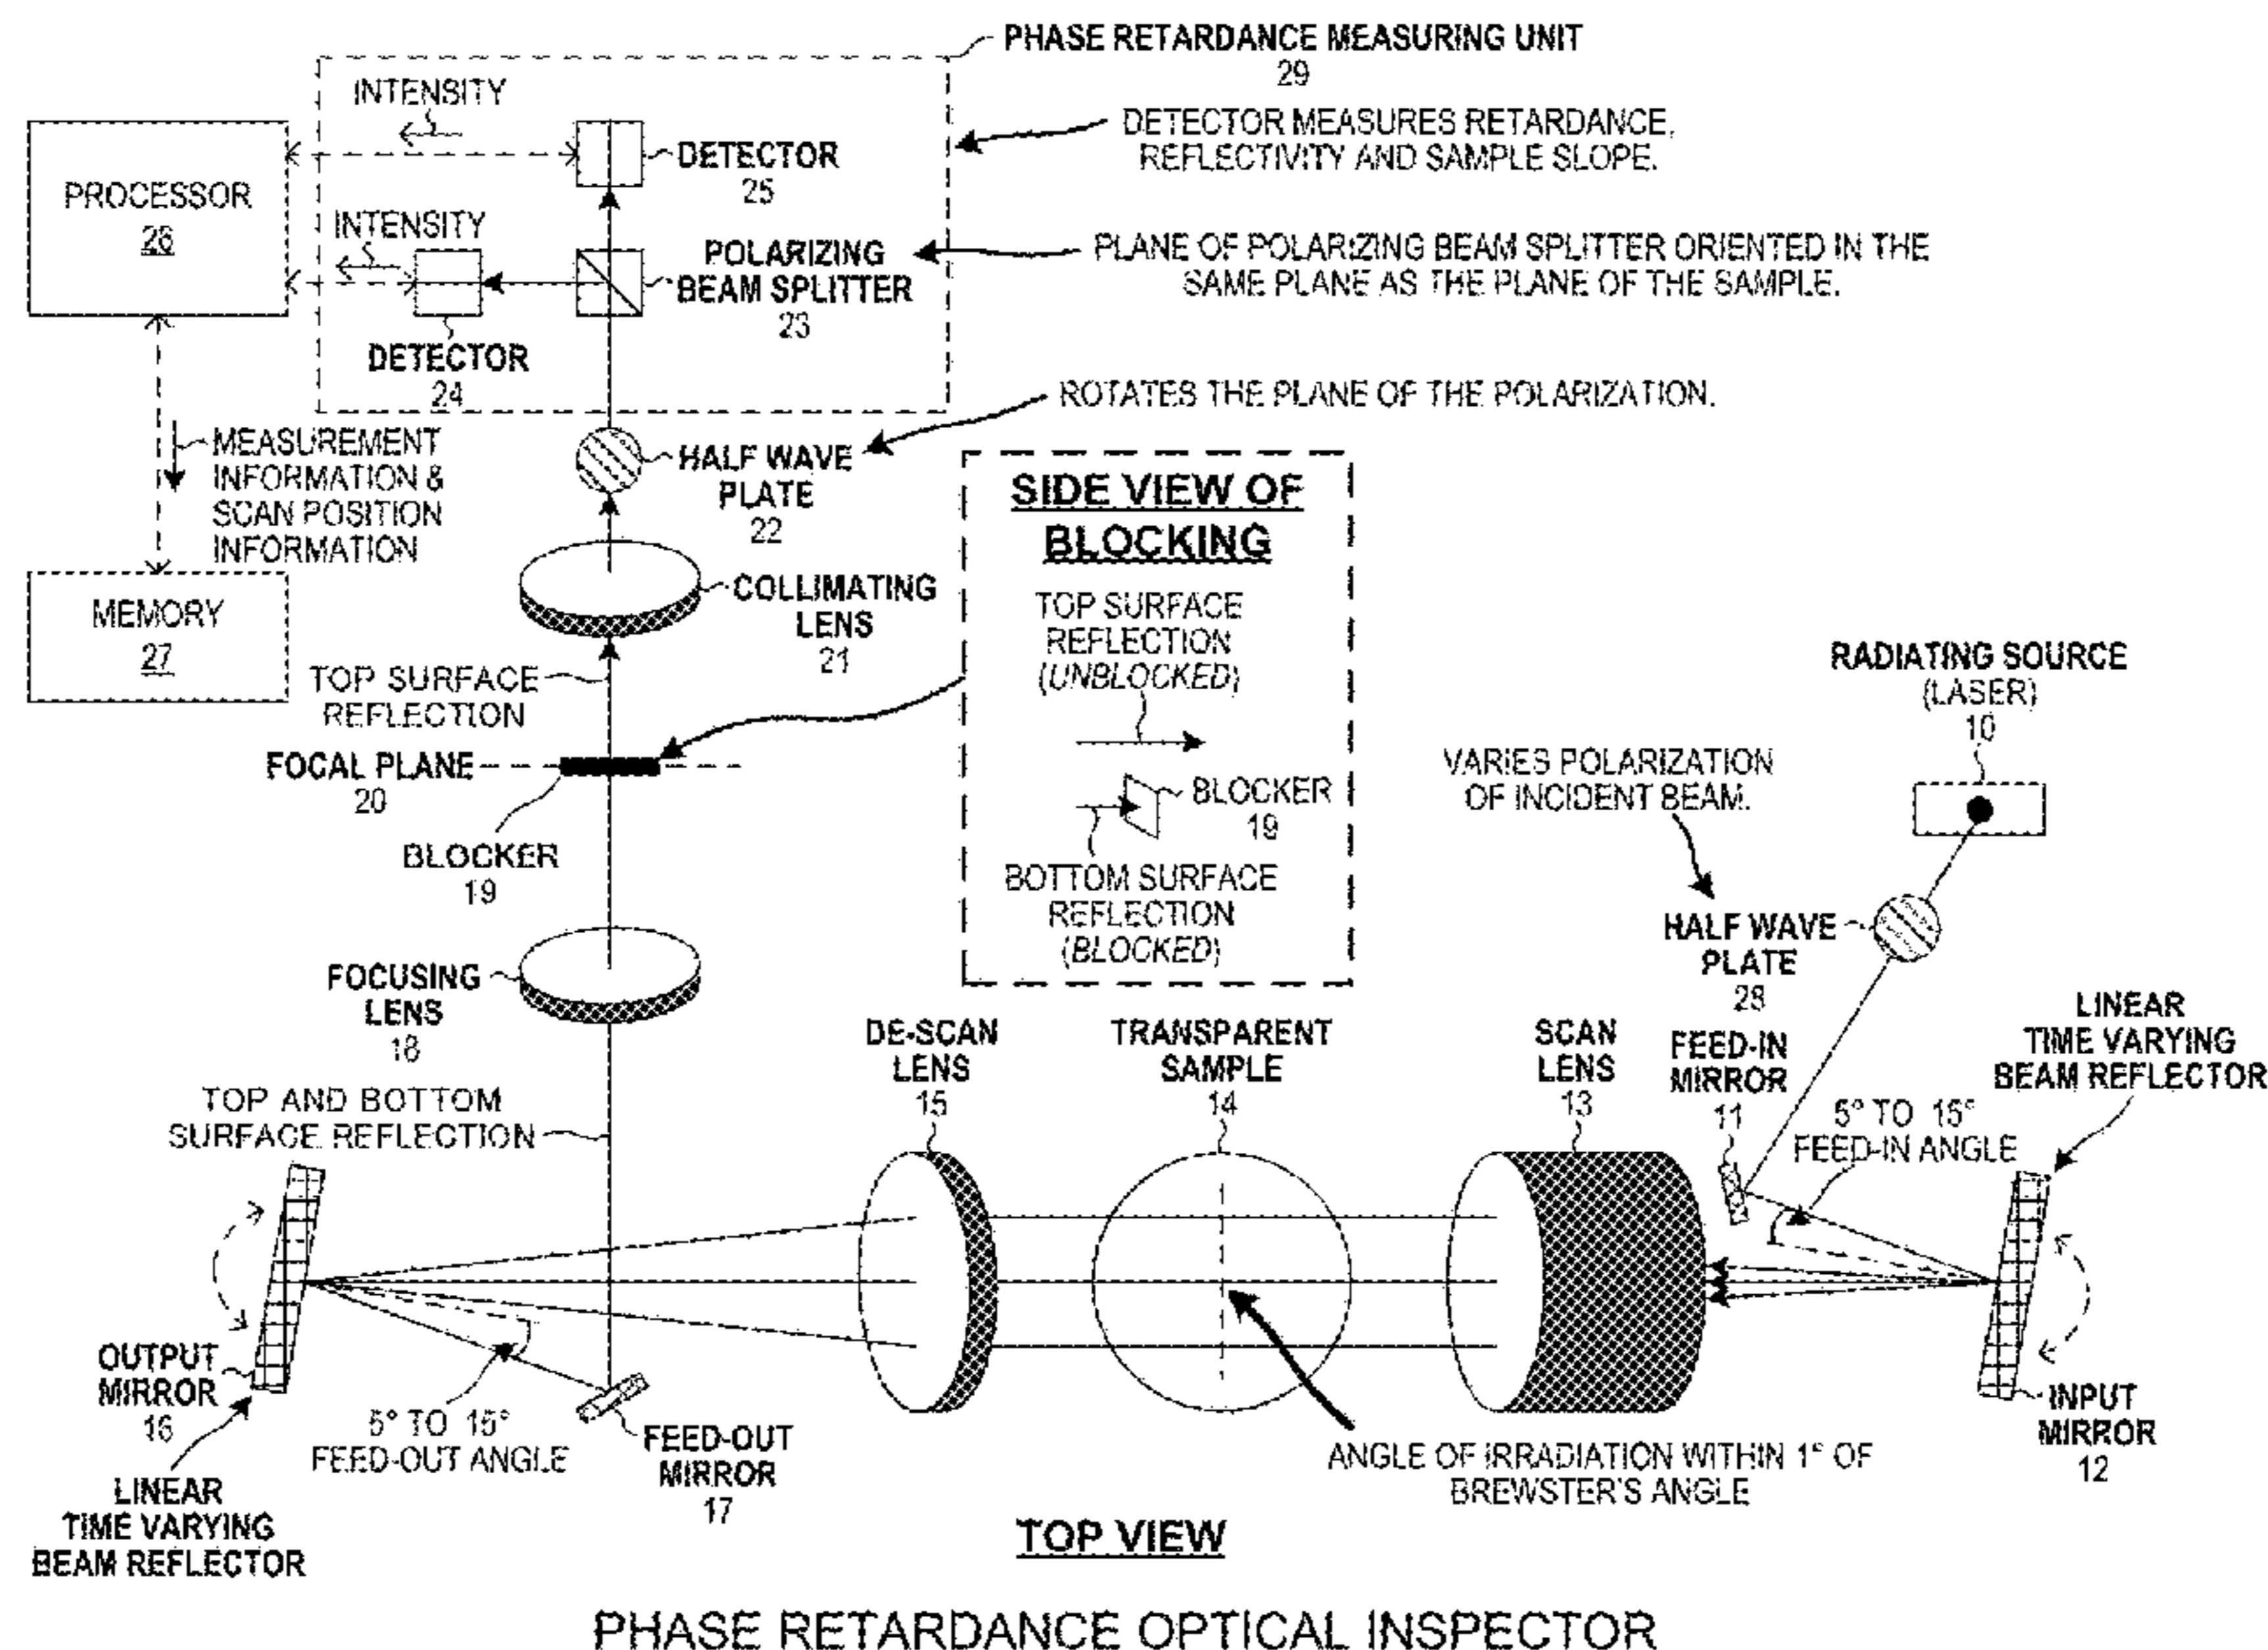 PHASE RETARDANCE MEASURING UNIT
29
INTENSITY
DETECTOR MEASURES RETARDANCE,
REFLECTIVITY AND SAMPLE SLOPE.
PROCESSOR
26
DETECTOR
25
INTENSITY
POLARIZING
BEAM SPLITTER
23
PLANE OF POLARIZING BEAM SPLITTER ORIENTED IN THE
SAME PLANE AS THE PLANE OF THE SAMPLE.
DETECTOR
24
ROTATES THE PLANE OF THE POLARIZATION.
MEASUREMENT
INFORMATION &
SCAN POSITION
INFORMATION
HALF WAVE
PLATE
22
MEMORY
27
COLLIMATING
LENS
21
TOP SURFACE
REFLECTION
FOCAL PLANE
20
BLOCKER
19
SIDE VIEW OF
BLOCKING
TOP SURFACE
REFLECTION
(UNBLOCKED)
BLOCKER
19
BOTTOM SURFACE
REFLECTION
(BLOCKED)
RADIATING SOURCE
(LASER)
10
VARIES POLARIZATION
OF INCIDENT BEAM.
HALF WAVE
PLATE
28
FOCUSING
LENS
18
TOP AND BOTTOM
SURFACE REFLECTION
DE-SCAN
LENS
15
TRANSPARENT
SAMPLE
14
SCAN
LENS
13
FEED-IN
MIRROR
11
LINEAR
TIME VARYING
BEAM REFLECTOR
5° TO 15°
FEED-IN ANGLE
OUTPUT
MIRROR
16
LINEAR
TIME VARYING
BEAM REFLECTOR
5° TO 15°
FEED-OUT ANGLE
FEED-OUT
MIRROR
17
ANGLE OF IRRADIATION WITHIN 1° OF
BREWSTER'S ANGLE
INPUT
MIRROR
12
TOP VIEW
PHASE RETARDANCE OPTICAL INSPECTOR